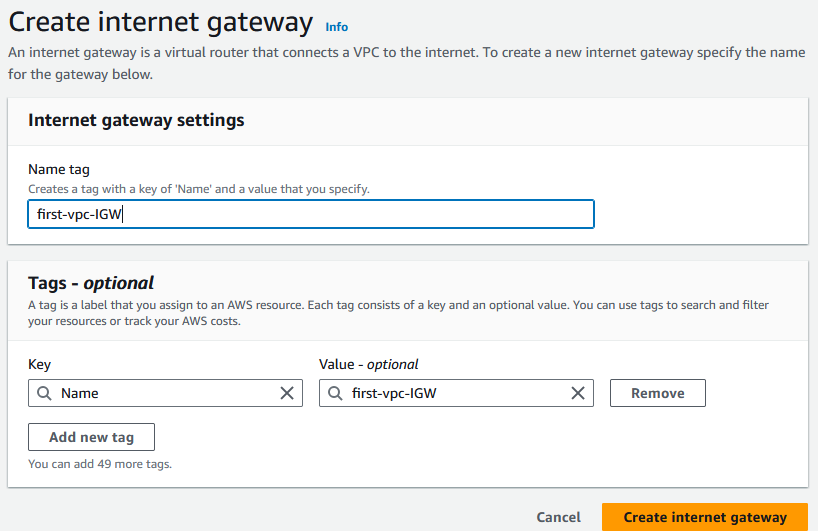 Create internet gateway Info
An internet gateway is a virtual router that connects a VPC to the internet. To create a new internet gateway specify the name
for the gateway below.
Internet gateway settings
Name tag
Creates a tag with a key of 'Name' and a value that you specify.
first-vpc-IGW
Tags - optional
A tag is a label that you assign to an AWS resource. Each tag consists of a key and an optional value. You can use tags to search and filter
your resources or track your AWS costs.
Key Value - optional
Name first-vpc-IGW Remove
Add new tag
You can add 49 more tags.
Cancel Create internet gateway